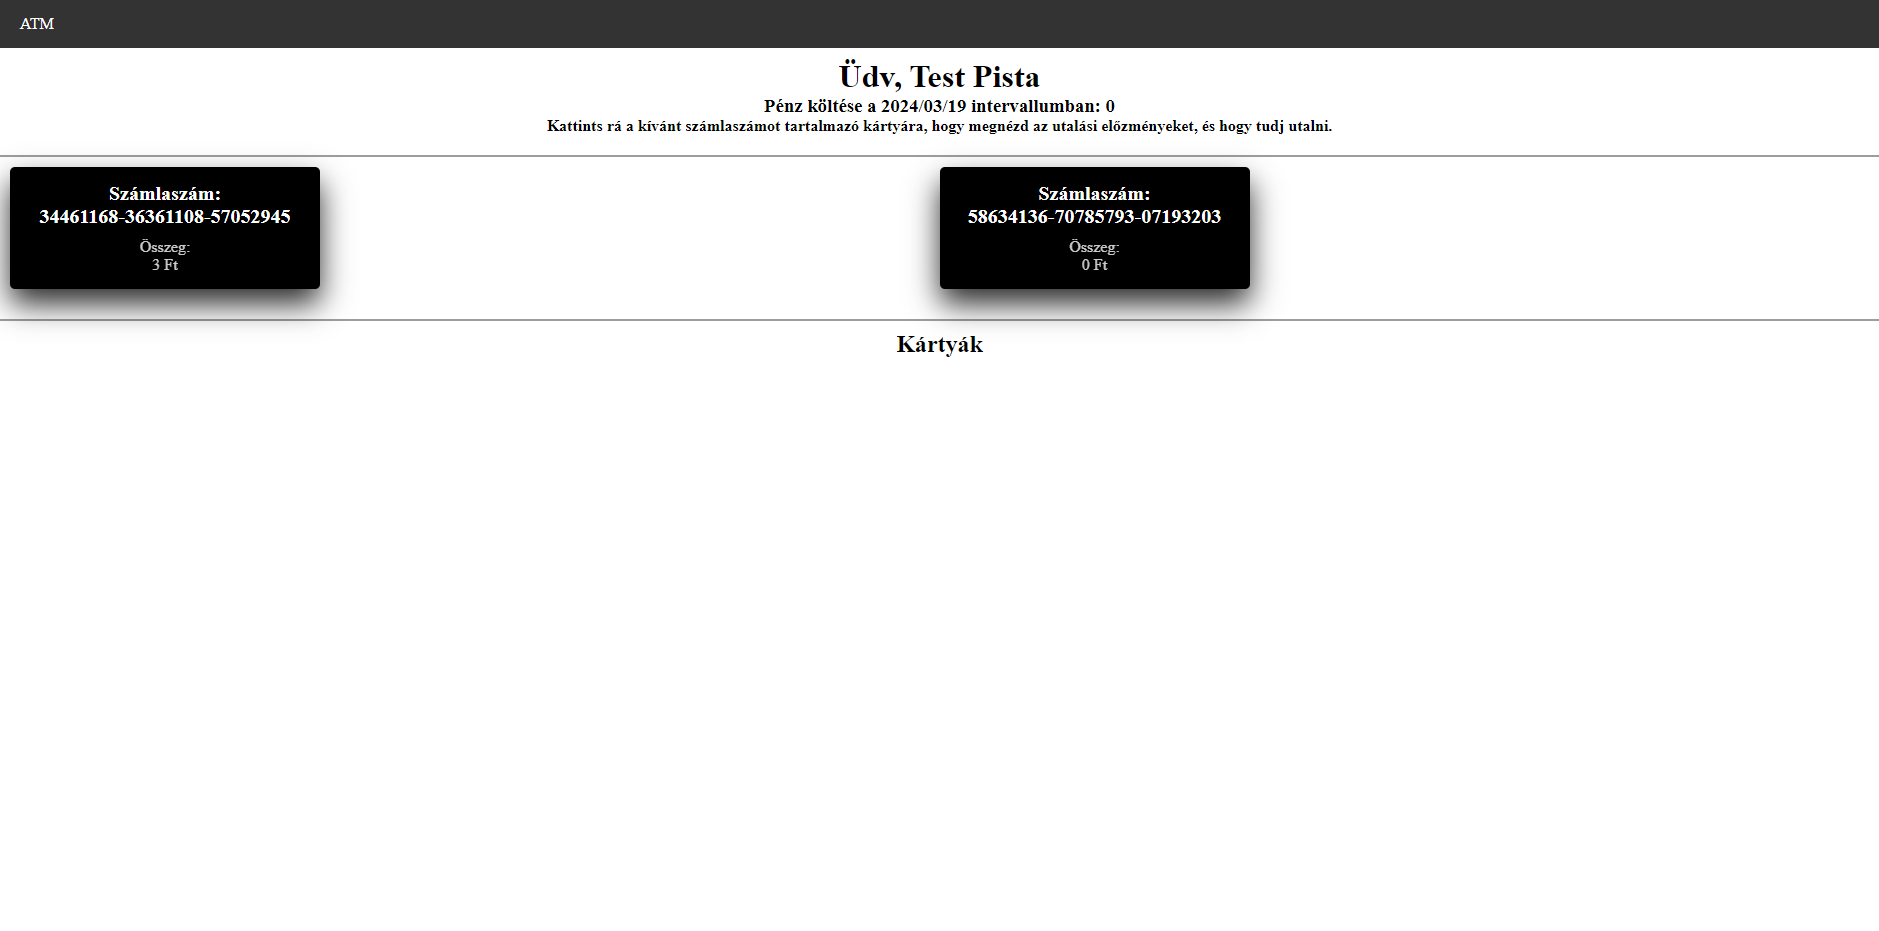 ATM
Üdv, Test Pista
Pénz költése a 2024/03/19 intervallumban: 0
Kattints rá a kívánt számlaszámot tartalmazó kártyára, hogy megnézd az utalási előzményeket, és hogy tudj utalni.
Számlaszám:
34461168-36361108-57052945
Összeg:
3 Ft
Számlaszám:
58634136-70785793-07193203
Összeg:
0 Ft
Kártyák